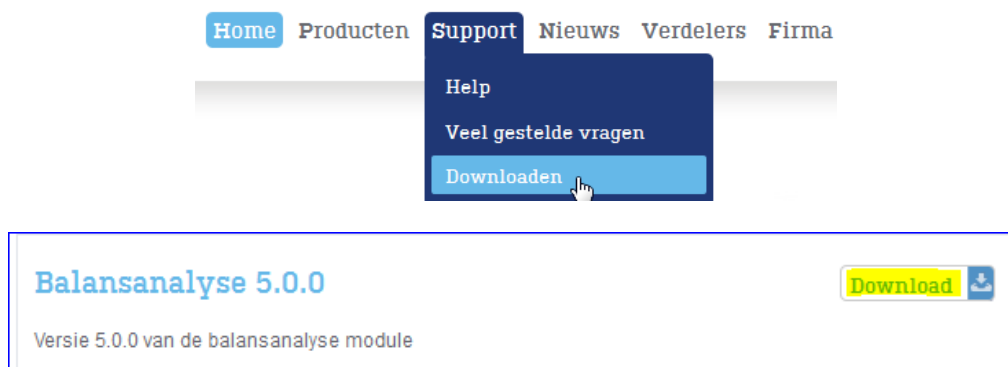 Home Producten Support Nieuws Verdelers Firma
Help
Veel gestelde vragen
Downloaden
Balansanalyse 5.0.0
Download
Versie 5.0.0 van de balansanalyse module